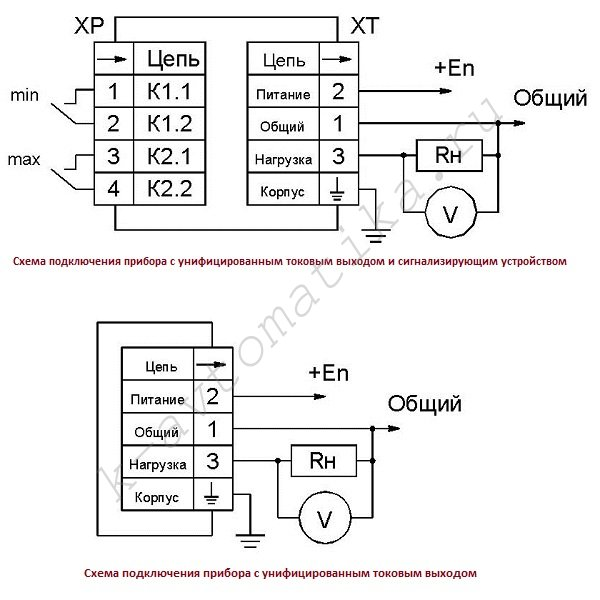 XP XT
Цепь Цепь
+En
min 1 К1.1 Питание 2
Общий
2 К1.2 Общий 1
max 3 К2.1 Нагрузка 3 Rн
4 К2.2 Корпус V
Схема подключения прибора с унифицированным токовым выходом и сигнализирующим устройством
Цепь
+En
Питание 2
Общий
Общий 1
Нагрузка 3 Rн
Корпус V
Схема подключения прибора с унифицированным токовым выходом
k-avtomatika.ru